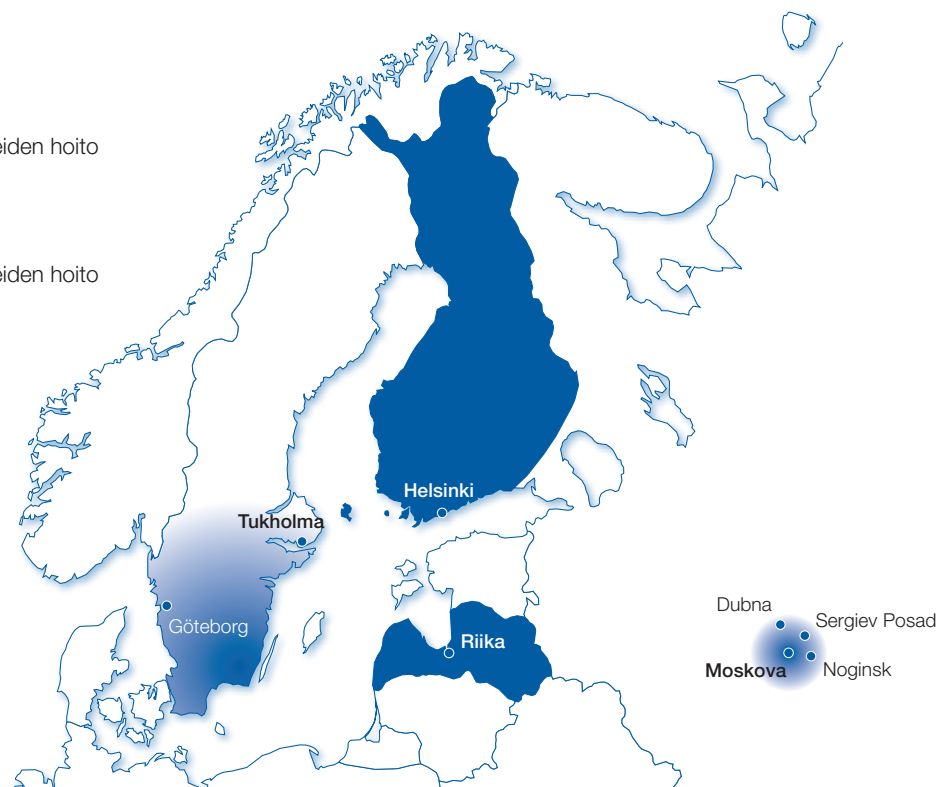 eiden hoito
eiden hoito
Helsinki
Tukholma
Göteborg
Riika
Dubna
Sergiev Posad
Moskova
Noginsk